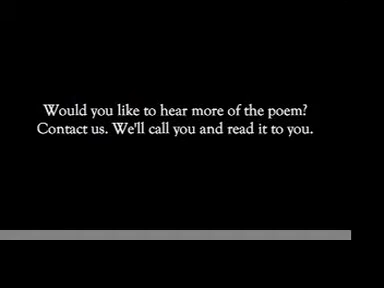 Would you like to hear more of the poem?
Contact us. We'll call you and read it to you.